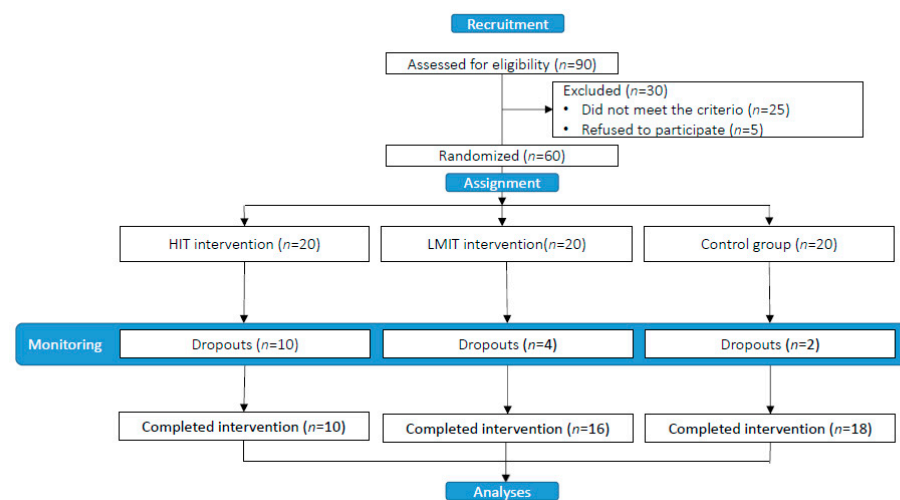 Recruitment
Assessed for eligibility (n=90)
Excluded (n=30)
• Did not meet the criterio (n=25)
• Refused to participate (n=5)
Randomized (n=60)
Assignment
HIT intervention (n=20)
LMIT intervention(n=20)
Control group (n=20)
Monitoring
Dropouts (n=10)
Dropouts (n=4)
Dropouts (n=2)
Completed intervention (n=10)
Completed intervention (n=16)
Completed intervention (n=18)
Analyses